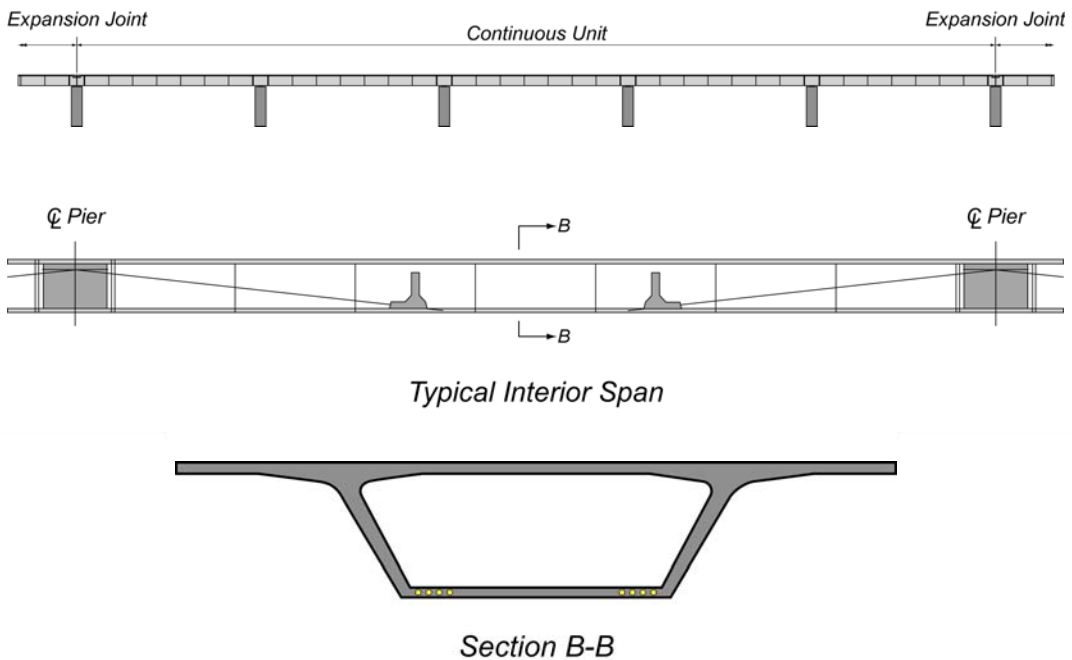 Expansion Joint
Expansion Joint
Continuous Unit
℄ Pier
℄ Pier
B
B
Typical Interior Span
Section B-B